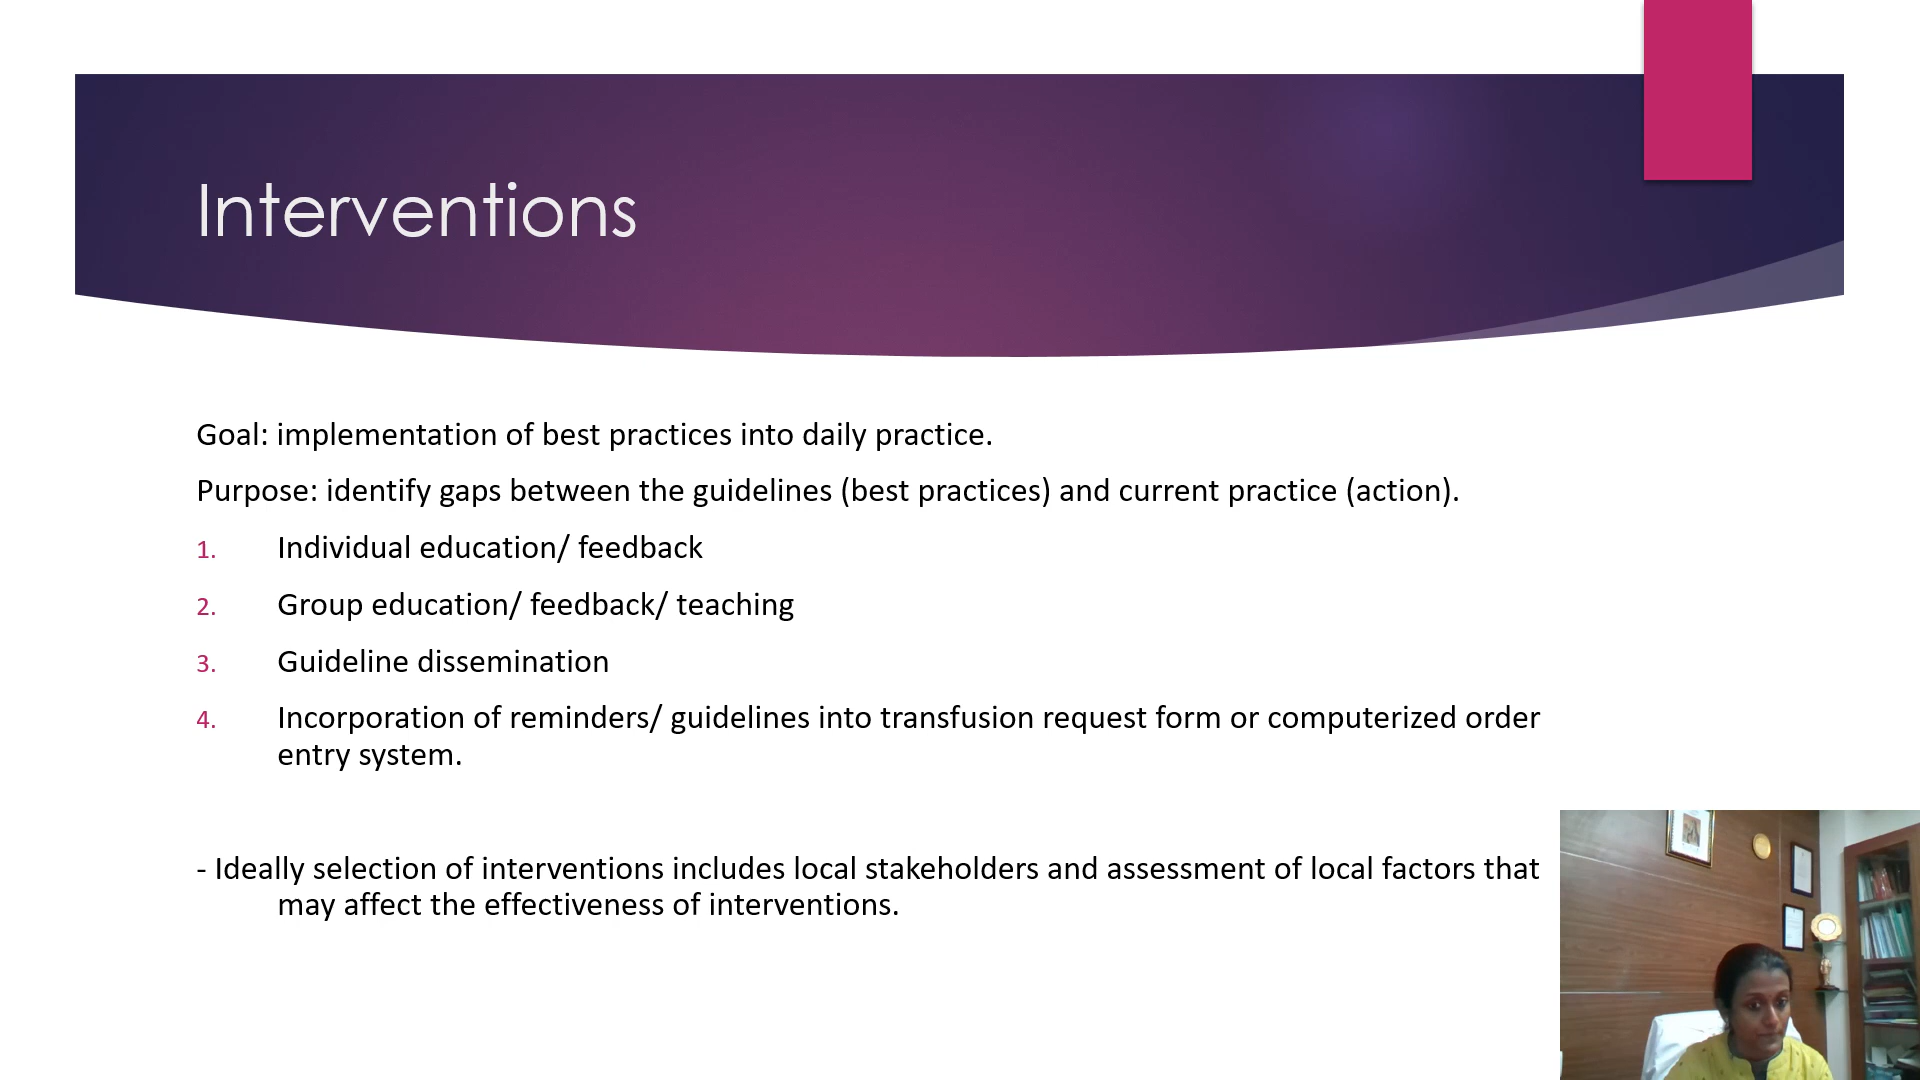 Interventions
Goal: implementation of best practices into daily practice.
Purpose: identify gaps between the guidelines (best practices) and current practice (action).
1. Individual education/ feedback
2. Group education/ feedback/ teaching
3. Guideline dissemination
4. Incorporation of reminders/ guidelines into transfusion request form or computerized order
entry system.
- Ideally selection of interventions includes local stakeholders and assessment of local factors that
may affect the effectiveness of interventions.